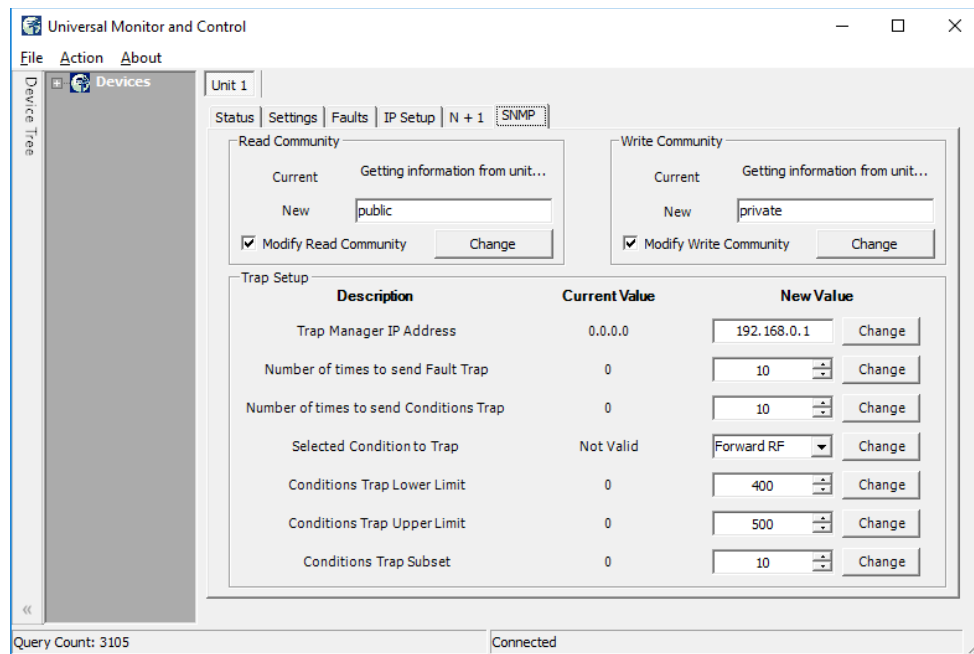 Universal Monitor and Control
File Action About
Device Tree
Devices
Unit 1
Status Settings Faults IP Setup N + 1 SNMP
Read Community
Current Getting information from unit...
New public
Modify Read Community Change
Write Community
Current Getting information from unit...
New private
Modify Write Community Change
Trap Setup
Description Current Value New Value
Trap Manager IP Address 0.0.0.0 192.168.0.1 Change
Number of times to send Fault Trap 0 10 Change
Number of times to send Conditions Trap 0 10 Change
Selected Condition to Trap Not Valid Forward RF Change
Conditions Trap Lower Limit 0 400 Change
Conditions Trap Upper Limit 0 500 Change
Conditions Trap Subset 0 10 Change
Query Count: 3105 Connected